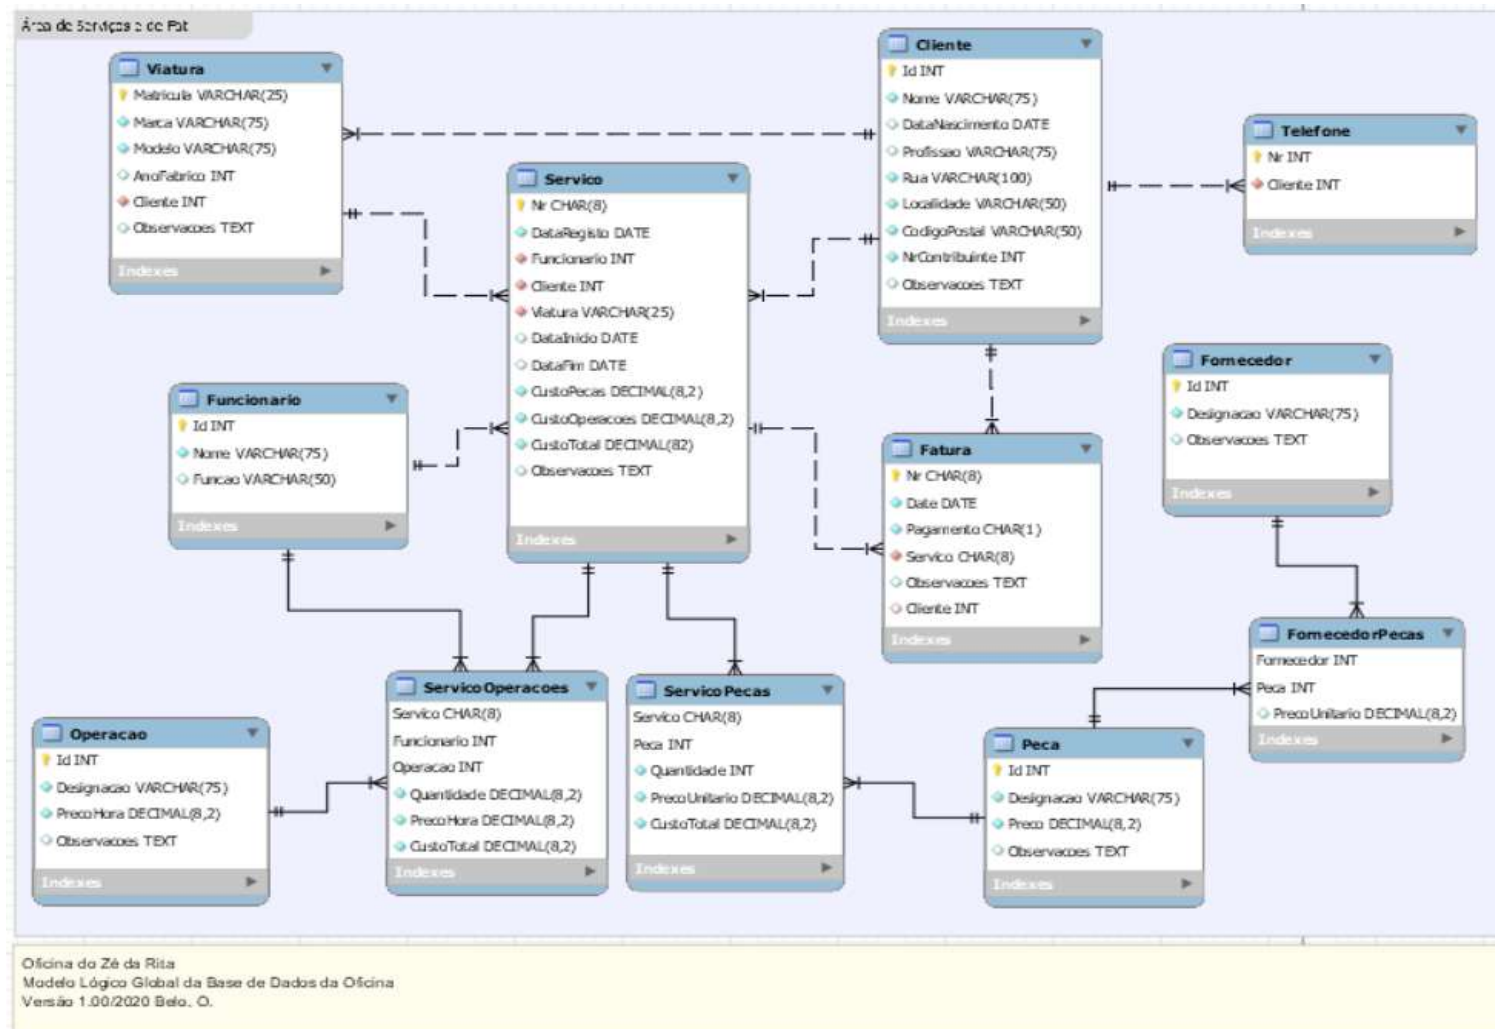 Área de Serviços e de Fat
Viatura
Matricula VARCHAR(25)
Marca VARCHAR(75)
Modelo VARCHAR(75)
AnoFabrico INT
Cliente INT
Observacoes TEXT
Indexes
Cliente
Id INT
Nome VARCHAR(75)
DataNascimento DATE
Profissao VARCHAR(75)
Rua VARCHAR(100)
Localidade VARCHAR(50)
CodigoPostal VARCHAR(50)
NrContribuinte INT
Observacoes TEXT
Indexes
Telefone
Nr INT
Cliente INT
Indexes
Servico
Nr CHAR(8)
DataRegisto DATE
Funcionario INT
Cliente INT
Viatura VARCHAR(25)
DataInicio DATE
DataFim DATE
CustoPecas DECIMAL(8,2)
CustoOperacoes DECIMAL(8,2)
CustoTotal DECIMAL(82)
Observacoes TEXT
Indexes
Funcionario
Id INT
Nome VARCHAR(75)
Funcao VARCHAR(50)
Indexes
Fatura
Nr CHAR(8)
Date DATE
Pagamento CHAR(1)
Servico CHAR(8)
Observacoes TEXT
Cliente INT
Indexes
Fornecedor
Id INT
Designacao VARCHAR(75)
Observacoes TEXT
Indexes
FornecedorPecas
Fornecedor INT
Peca INT
PrecoUnitario DECIMAL(8,2)
Indexes
Operacao
Id INT
Designacao VARCHAR(75)
PrecoHora DECIMAL(8,2)
Observacoes TEXT
Indexes
ServicoOperacoes
Servico CHAR(8)
Funcionario INT
Operacao INT
Quantidade DECIMAL(8,2)
PrecoHora DECIMAL(8,2)
CustoTotal DECIMAL(8,2)
Indexes
ServicoPecas
Servico CHAR(8)
Peca INT
Quantidade INT
PrecoUnitario DECIMAL(8,2)
CustoTotal DECIMAL(8,2)
Indexes
Peca
Id INT
Designacao VARCHAR(75)
Preco DECIMAL(8,2)
Observacoes TEXT
Indexes
Oficina do Zé da Rita
Modelo Lógico Global da Base de Dados da Oficina
Versão 1.00/2020 Belo, O.